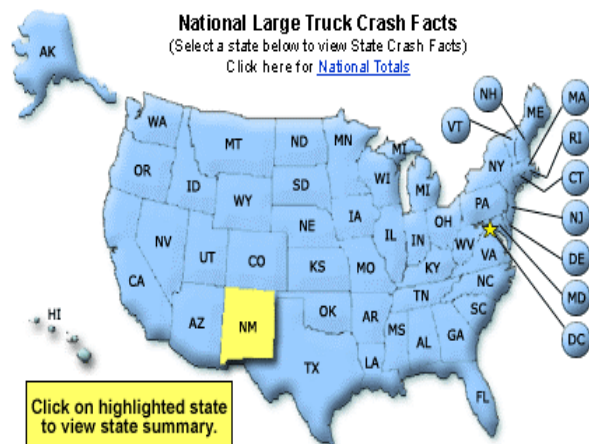 National Large Truck Crash Facts
(Select a state below to view State Crash Facts)
Click here for National Totals
AK
NH
ME
MA
VT
RI
WA
MT
ND
MN
MI
NY
CT
OR
ID
SD
WI
MI
PA
NJ
WY
IA
OH
NE
IL
IN
WV
DE
NV
UT
CO
KS
MO
KY
VA
MD
CA
NC
TN
DC
AZ
NM
OK
AR
SC
MS
AL
GA
HI
TX
LA
FL
Click on highlighted state
to view state summary.